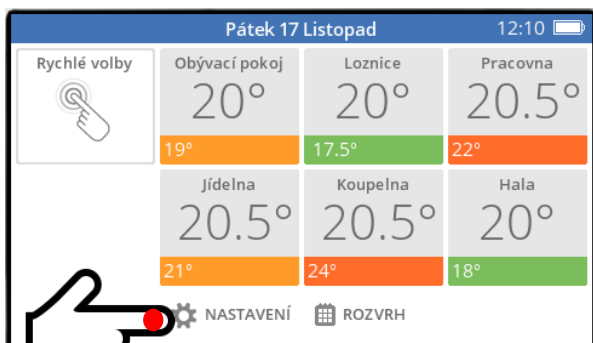 Pátek 17 Listopad 12:10
Rychlé volby
Obývací pokoj
20°
19°
Loznice
20°
17.5°
Pracovna
20.5°
22°
Jídelna
20.5°
21°
Koupelna
20.5°
24°
Hala
20°
18°
NASTAVENÍ
ROZVRH